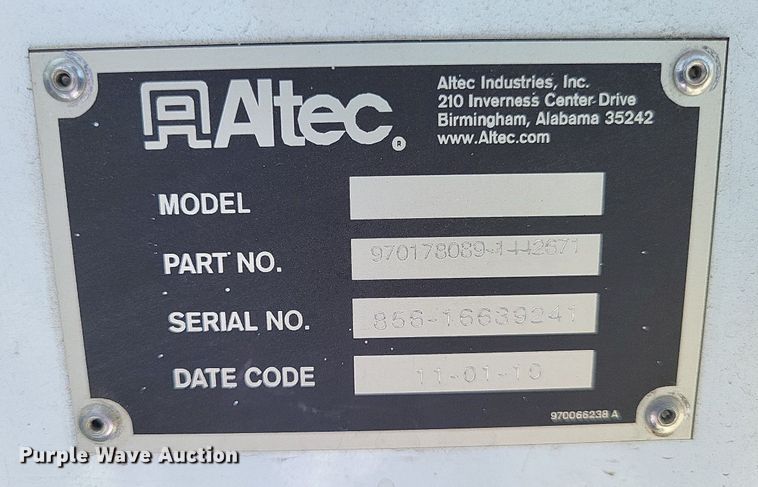 Altec®
Altec Industries, Inc.
210 Inverness Center Drive
Birmingham, Alabama 35242
www.Altec.com
MODEL
PART NO. 970178089-1442671
SERIAL NO. 856-16639241
DATE CODE 11-01-10
970066238 A
Purple Wave Auction